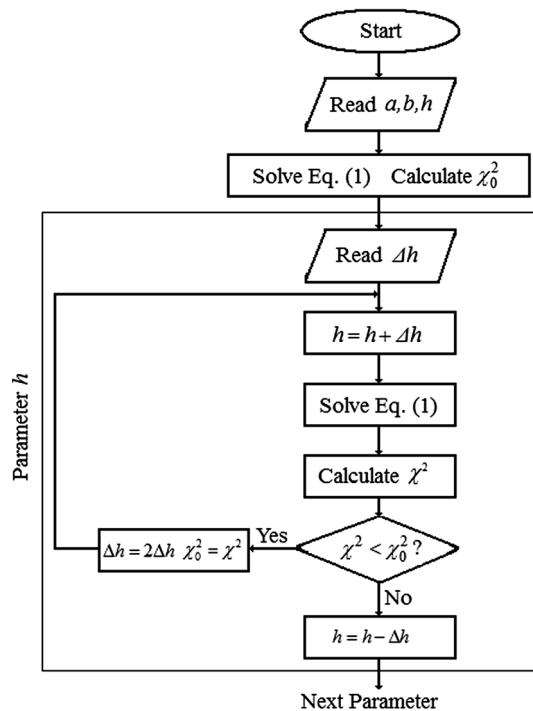 Start
Read a,b,h
Solve Eq. (1) Calculate χ₀²
Read Δh
h = h + Δh
Solve Eq. (1)
Calculate χ²
χ² < χ₀² ?
Yes
Δh = 2Δh χ₀² = χ²
No
h = h − Δh
Next Parameter
Parameter h